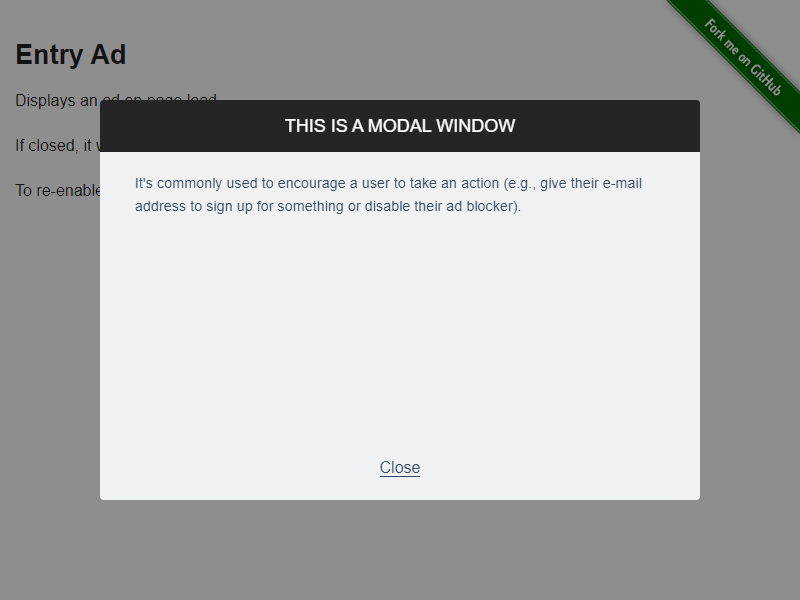 Entry Ad
Fork me on GitHub
Displays an ad on page load
If closed, it
To re-enable
THIS IS A MODAL WINDOW
It's commonly used to encourage a user to take an action (e.g., give their e-mail
address to sign up for something or disable their ad blocker).
Close